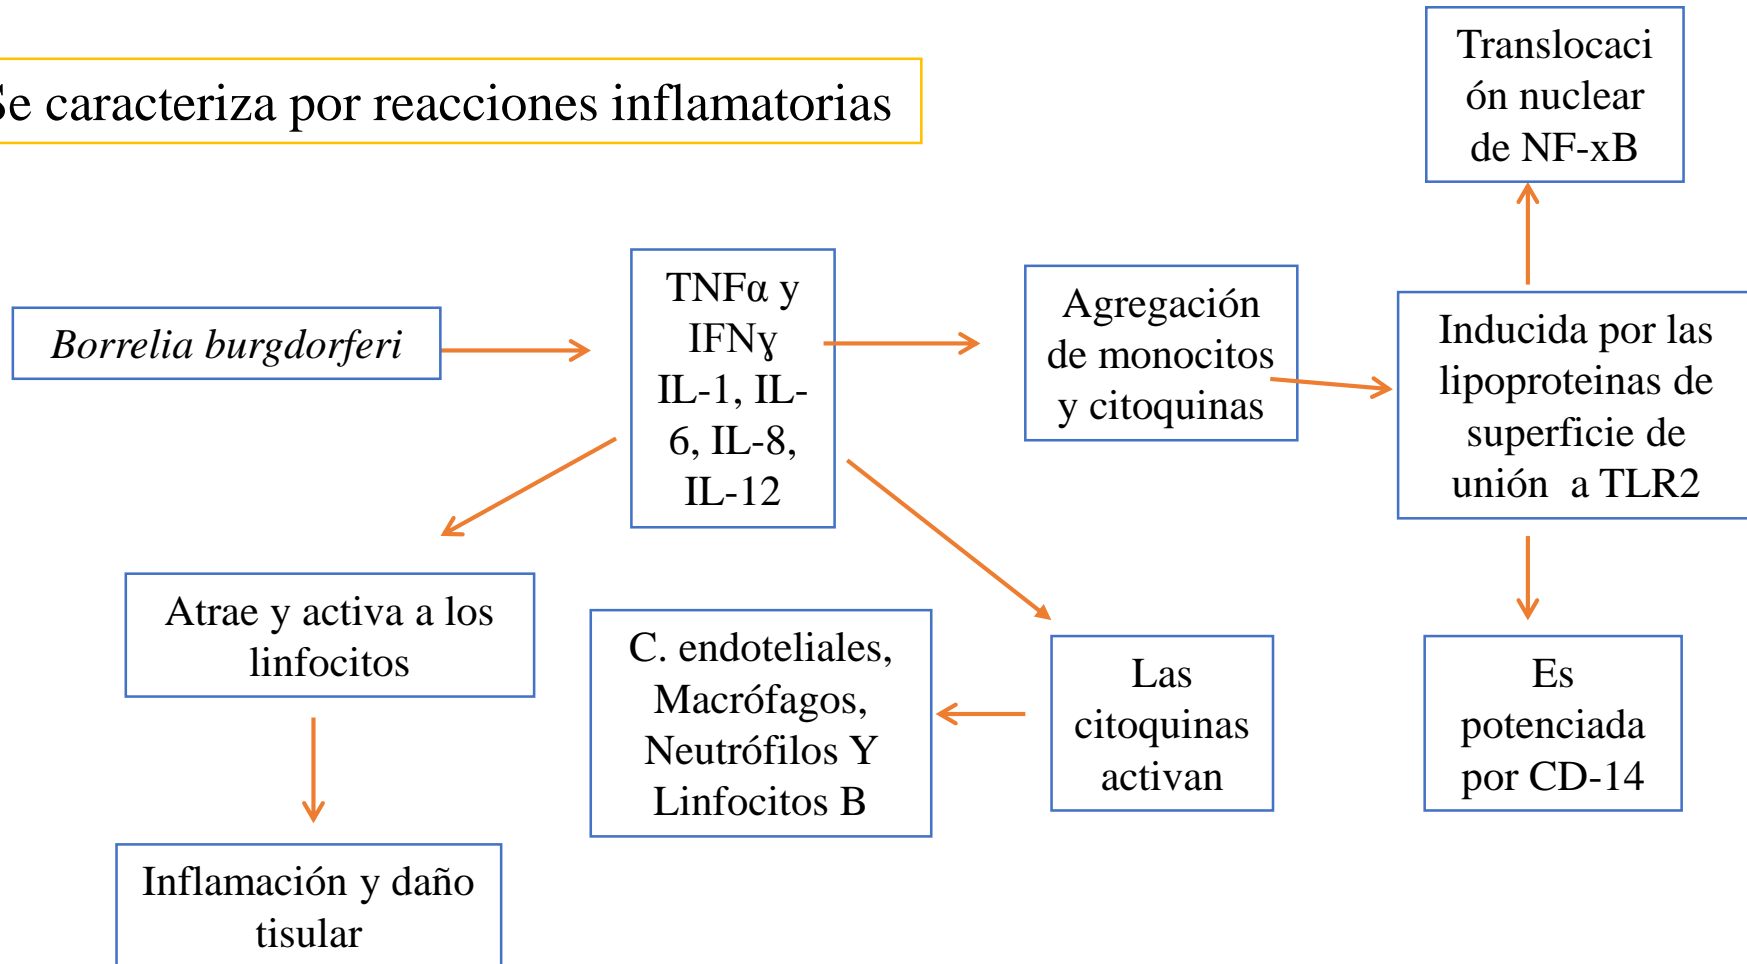 Se caracteriza por reacciones inflamatorias
Translocaci
ón nuclear
de NF-xB
Borrelia burgdorferi
TNFα y
IFNɣ
IL-1, IL-
6, IL-8,
IL-12
Agregación
de monocitos
y citoquinas
Inducida por las
lipoproteinas de
superficie de
unión a TLR2
Atrae y activa a los
linfocitos
C. endoteliales,
Macrófagos,
Neutrófilos Y
Linfocitos B
Las
citoquinas
activan
Es
potenciada
por CD-14
Inflamación y daño
tisular